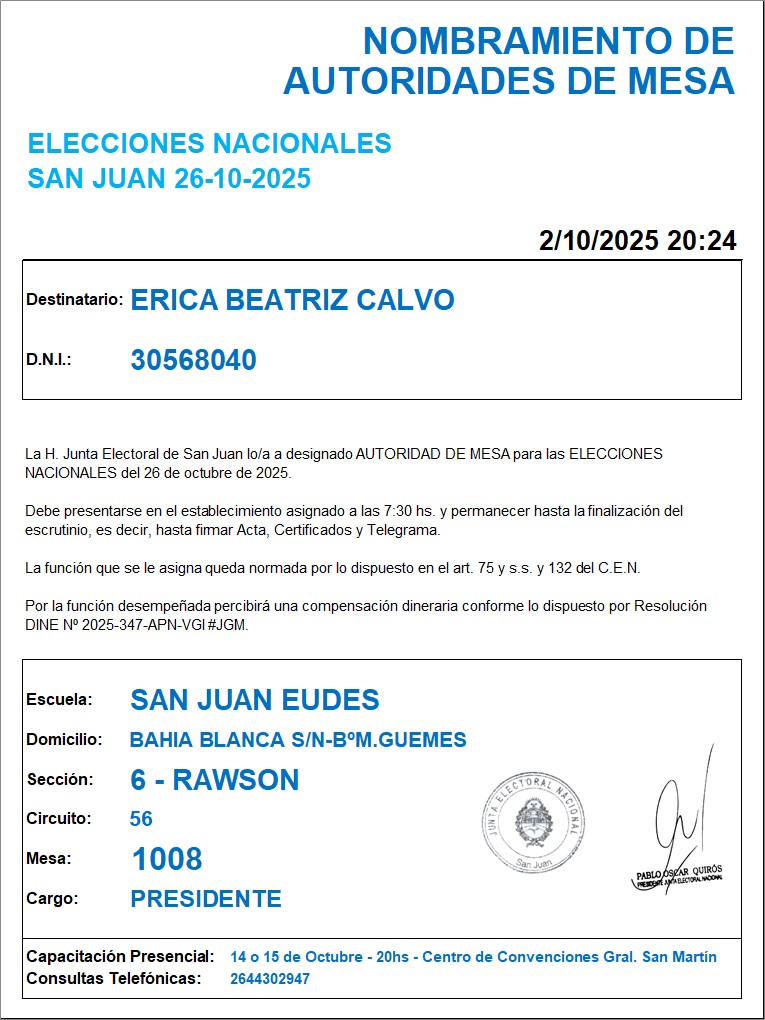 NOMBRAMIENTO DE
AUTORIDADES DE MESA
ELECCIONES NACIONALES
SAN JUAN 26-10-2025
2/10/2025 20:24
Destinatario: ERICA BEATRIZ CALVO
D.N.I.: 30568040
La H. Junta Electoral de San Juan lo/a a designado AUTORIDAD DE MESA para las ELECCIONES
NACIONALES del 26 de octubre de 2025.
Debe presentarse en el establecimiento asignado a las 7:30 hs. y permanecer hasta la finalización del
escrutinio, es decir, hasta firmar Acta, Certificados y Telegrama.
La función que se le asigna queda normada por lo dispuesto en el art. 75 y s.s. y 132 del C.E.N.
Por la función desempeñada percibirá una compensación dineraria conforme lo dispuesto por Resolución
DINE Nº 2025-347-APN-VGI#JGM.
Escuela: SAN JUAN EUDES
Domicilio: BAHIA BLANCA S/N-BºM.GUEMES
Sección: 6 - RAWSON
Circuito: 56
Mesa: 1008
Cargo: PRESIDENTE
JUNTA ELECTORAL NACIONAL
San Juan
PABLO OSCAR QUIRÓS
PRESIDENTE JUNTA ELECTORAL NACIONAL
Capacitación Presencial: 14 o 15 de Octubre - 20hs - Centro de Convenciones Gral. San Martín
Consultas Telefónicas: 2644302947